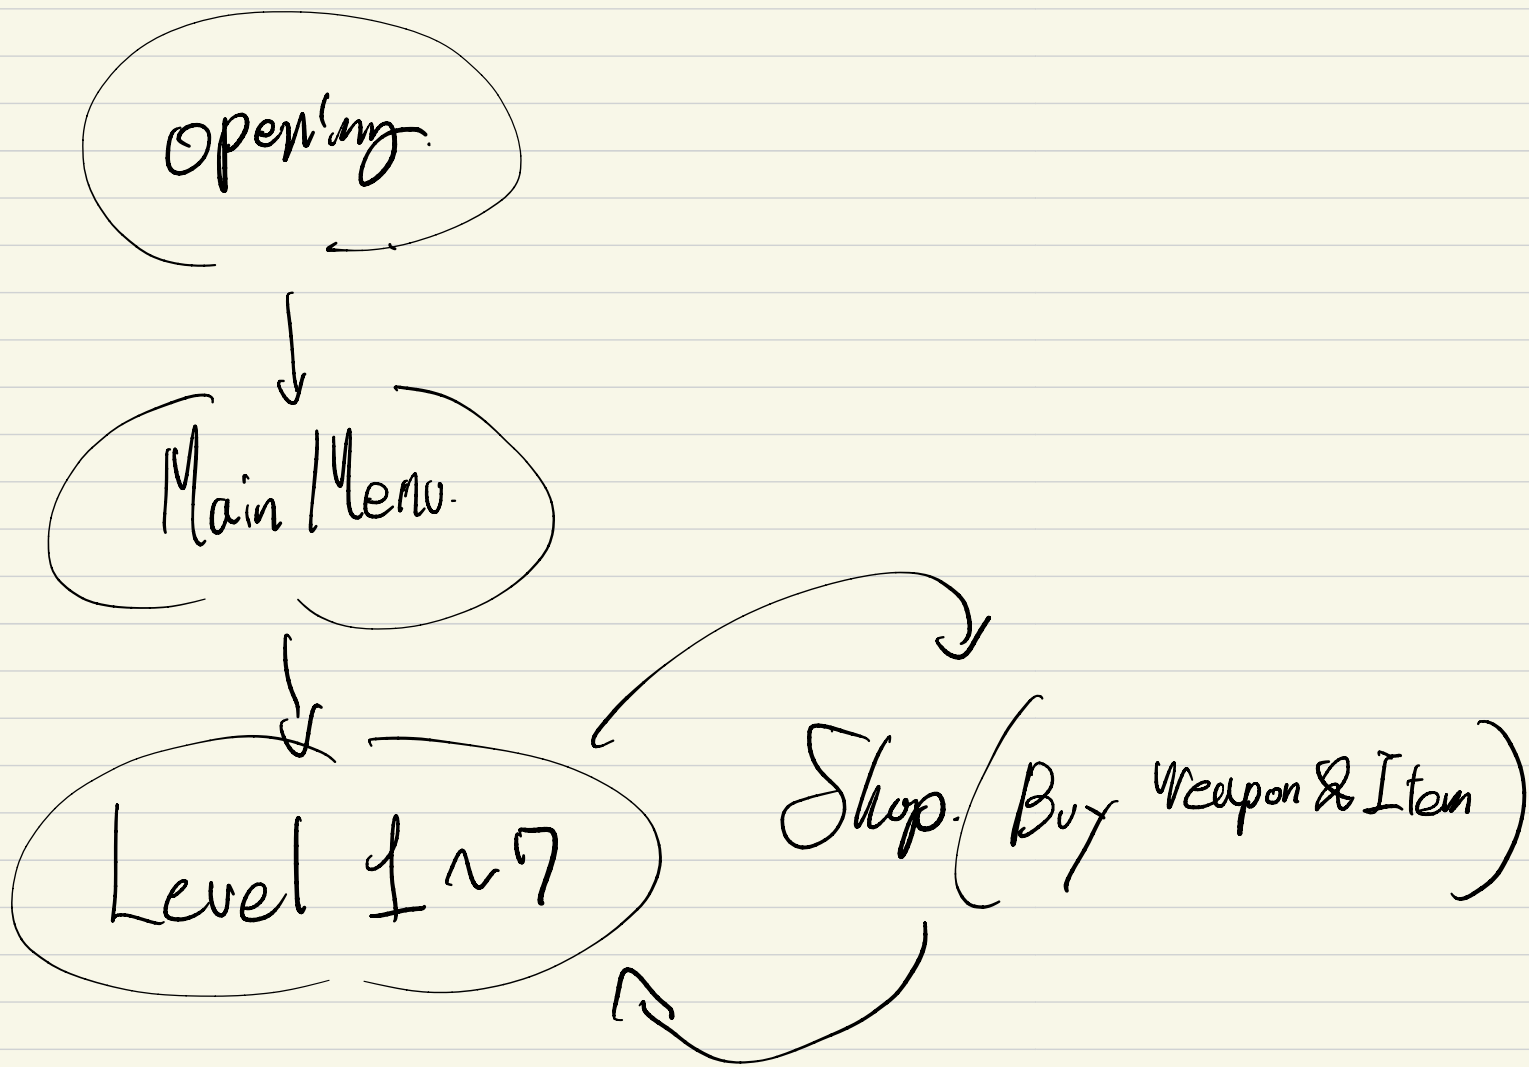 opening.
Main Menu.
Level 1 ~ 7
Shop. (Buy Weapon & Item)